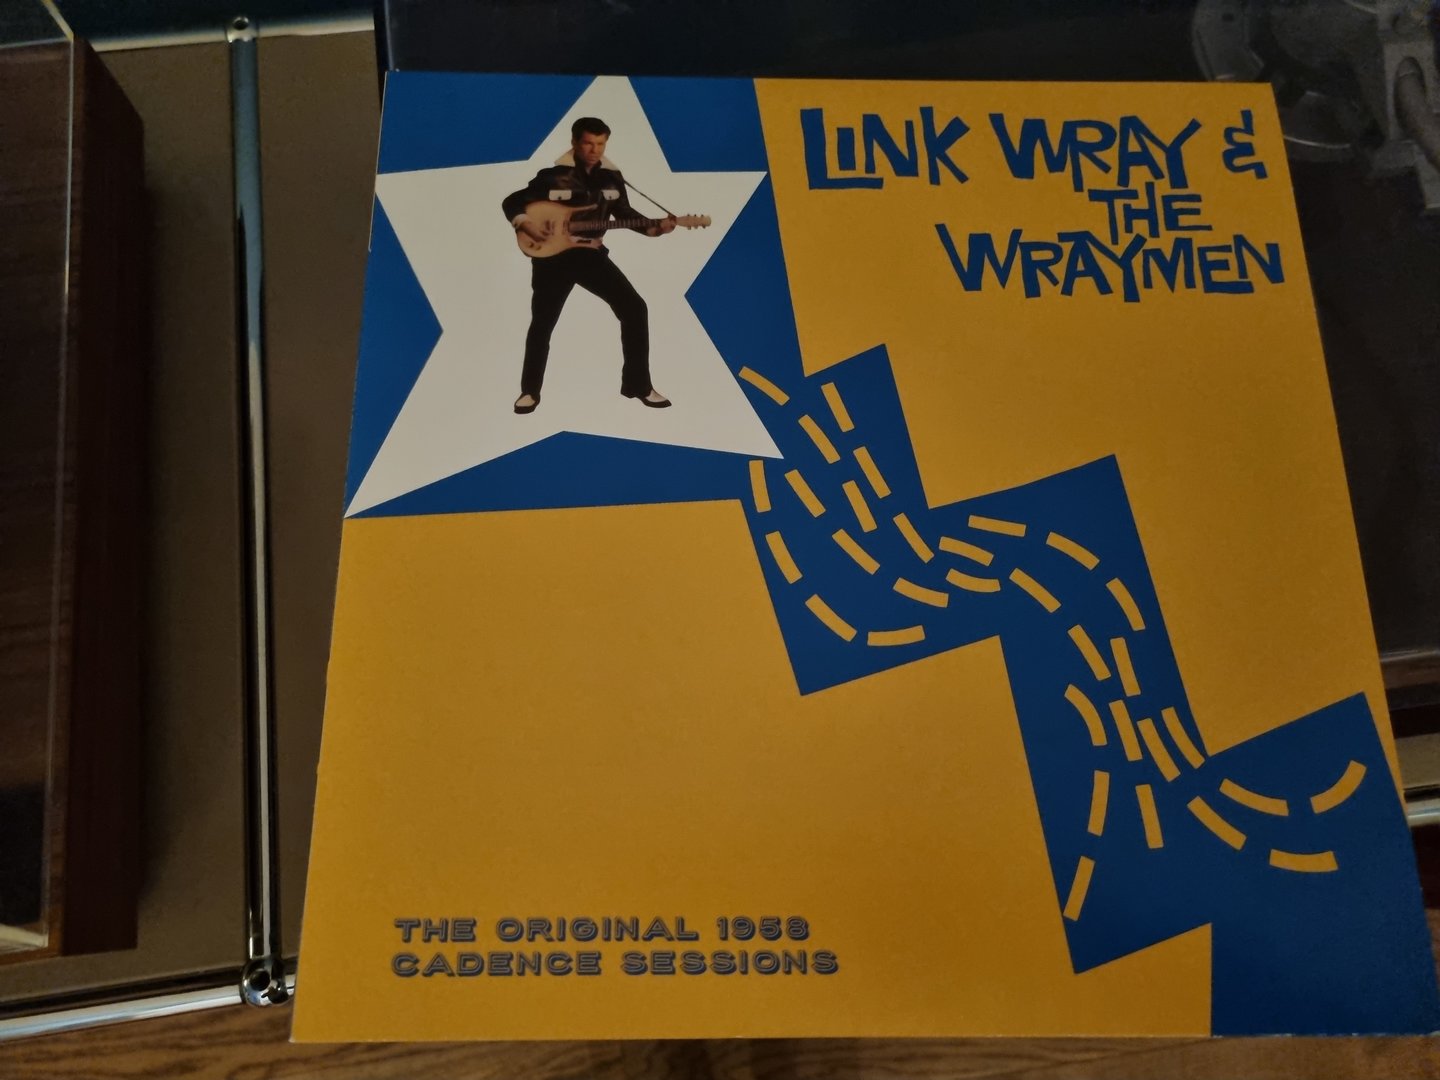 LINK WRAY &
THE
WRAYMEN
THE ORIGINAL 1958
CADENCE SESSIONS